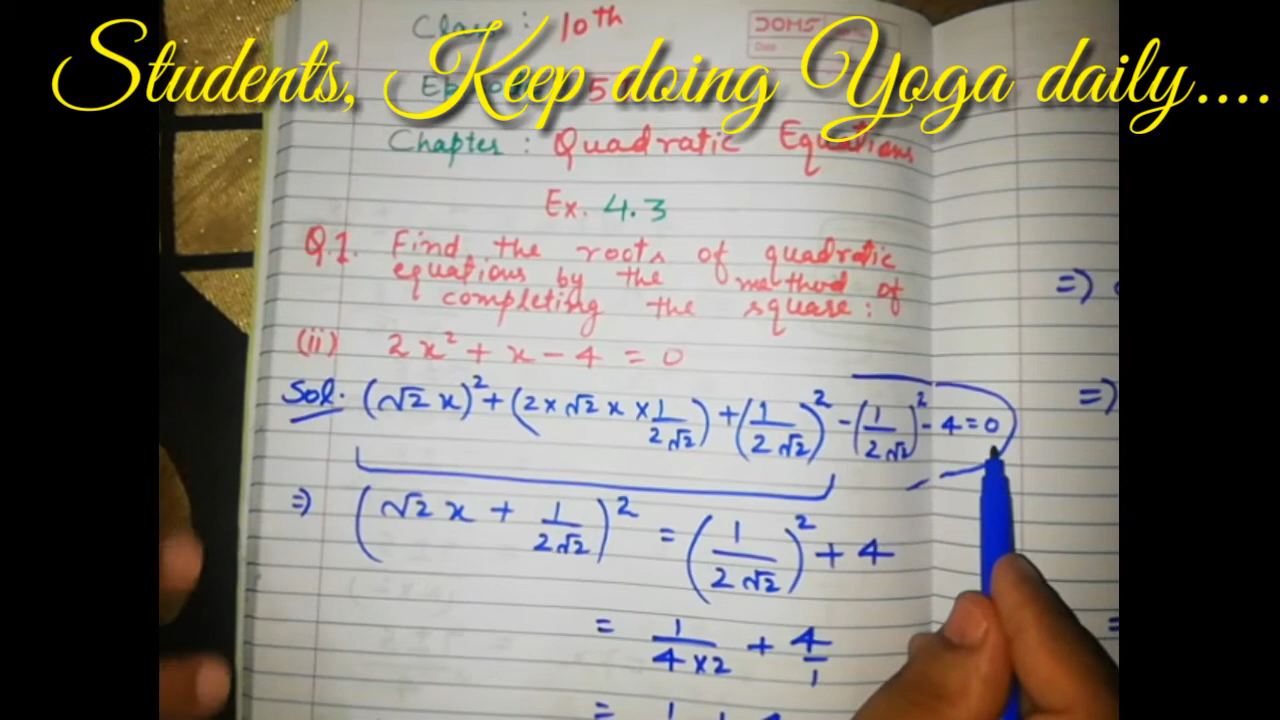 Students, Keep doing Yoga daily....
10th
DOMS
Date
5
Chapter : Quadratic Equations
Ex. 4.3
Q.1. Find the roots of quadratic
equations by the method of
completing the square :
(ii) 2x² + x - 4 = 0
Sol. (√2 x)² + (2 × √2 x × 1/2√2) + (1/2√2)² - (1/2√2)² - 4 = 0
⇒ (√2 x + 1/2√2)² = (1/2√2)² + 4
= 1/4×2 + 4/1
⇒)
⇒)